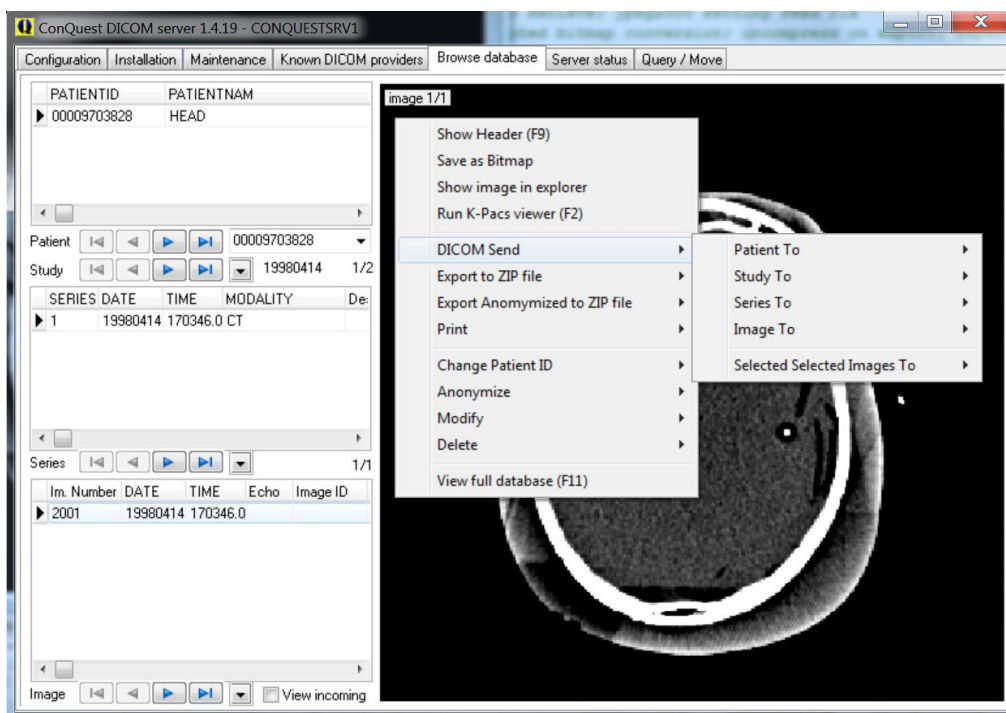 ConQuest DICOM server 1.4.19 - CONQUESTSRV1
Configuration Installation Maintenance Known DICOM providers Browse database Server status Query / Move
PATIENTID PATIENTNAM
00009703828 HEAD
Patient 00009703828
Study 19980414 1/2
SERIES DATE TIME MODALITY De:
1 19980414 170346.0 CT
Series 1/1
Im. Number DATE TIME Echo Image ID
2001 19980414 170346.0
Image View incoming
image 1/1
Show Header (F9)
Save as Bitmap
Show image in explorer
Run K-Pacs viewer (F2)
DICOM Send
Export to ZIP file
Export Anomymized to ZIP file
Print
Change Patient ID
Anonymize
Modify
Delete
View full database (F11)
Patient To
Study To
Series To
Image To
Selected Selected Images To